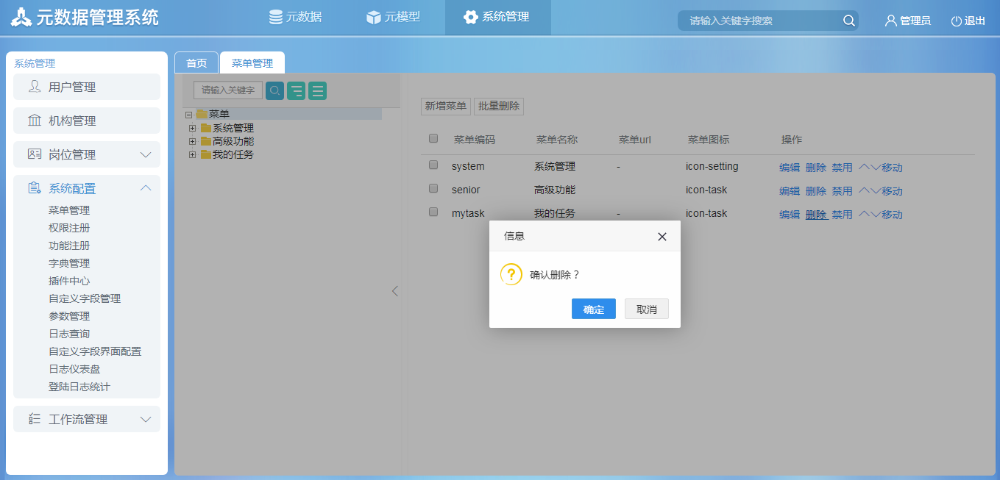 元数据管理系统 元数据 元模型 系统管理 请输入关键字搜索 管理员 退出
系统管理
用户管理
机构管理
岗位管理
系统配置
菜单管理
权限注册
功能注册
字典管理
插件中心
自定义字段管理
参数管理
日志查询
自定义字段界面配置
日志仪表盘
登陆日志统计
工作流管理
首页 菜单管理
请输入关键字
菜单
系统管理
高级功能
我的任务
新增菜单 批量删除
菜单编码 菜单名称 菜单url 菜单图标 操作
system 系统管理 - icon-setting 编辑 删除 禁用 移动
senior 高级功能 icon-task 编辑 删除 禁用 移动
mytask 我的任务 - icon-task 编辑 删除 禁用 移动
信息
确认删除？
确定 取消